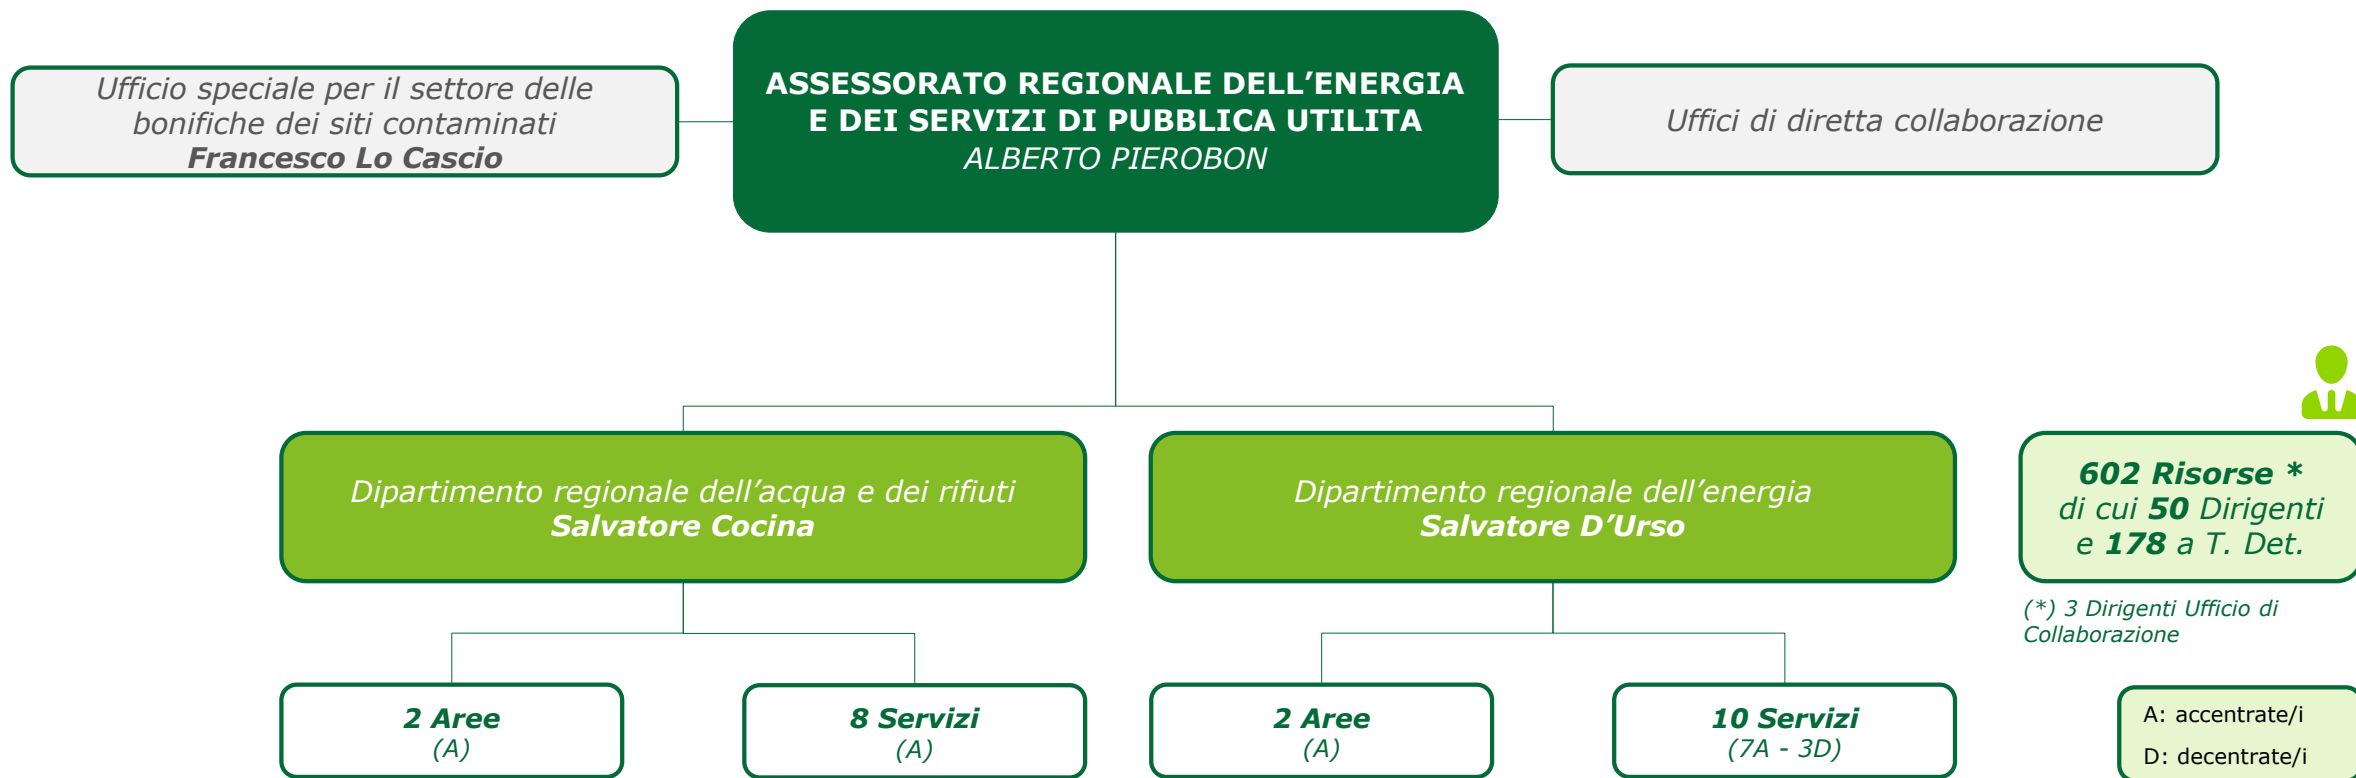 Ufficio speciale per il settore delle
bonifiche dei siti contaminati
Francesco Lo Cascio
ASSESSORATO REGIONALE DELL’ENERGIA
E DEI SERVIZI DI PUBBLICA UTILITA
ALBERTO PIEROBON
Uffici di diretta collaborazione
Dipartimento regionale dell’acqua e dei rifiuti
Salvatore Cocina
Dipartimento regionale dell’energia
Salvatore D’Urso
602 Risorse *
di cui 50 Dirigenti
e 178 a T. Det.
(*) 3 Dirigenti Ufficio di
Collaborazione
2 Aree
(A)
8 Servizi
(A)
2 Aree
(A)
10 Servizi
(7A - 3D)
A: accentrate/i
D: decentrate/i